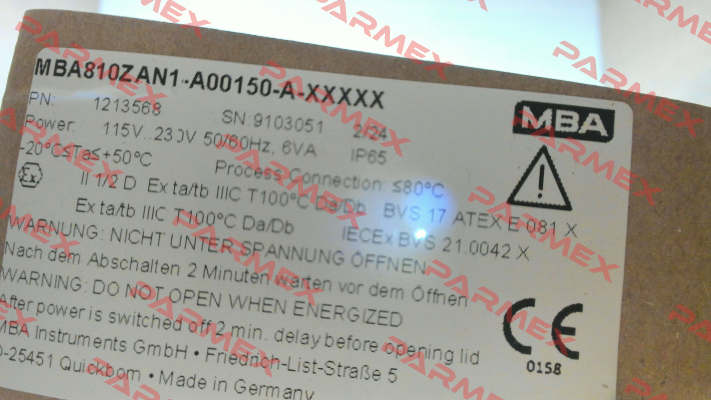 MBA810ZAN1-A00150-A-XXXXX
MBA
PN: 1213568 SN:9103051 2/24
Power: 115V..230V 50/60Hz, 6VA IP65
-20°C≤Ta≤+50°C Process Connection: ≤80°C
Ex II 1/2 D Ex ta/tb IIIC T100°C Da/Db BVS 17 ATEX E 081 X
Ex ta/tb IIIC T100°C Da/Db IECEx BVS 21.0042 X
WARNUNG: NICHT UNTER SPANNUNG ÖFFNEN
Nach dem Abschalten 2 Minuten warten vor dem Öffnen
WARNING: DO NOT OPEN WHEN ENERGIZED
After power is switched off 2 min. delay before opening lid
MBA Instruments GmbH • Friedrich-List-Straße 5
D-25451 Quickborn • Made in Germany
CE
0158
PARMEX